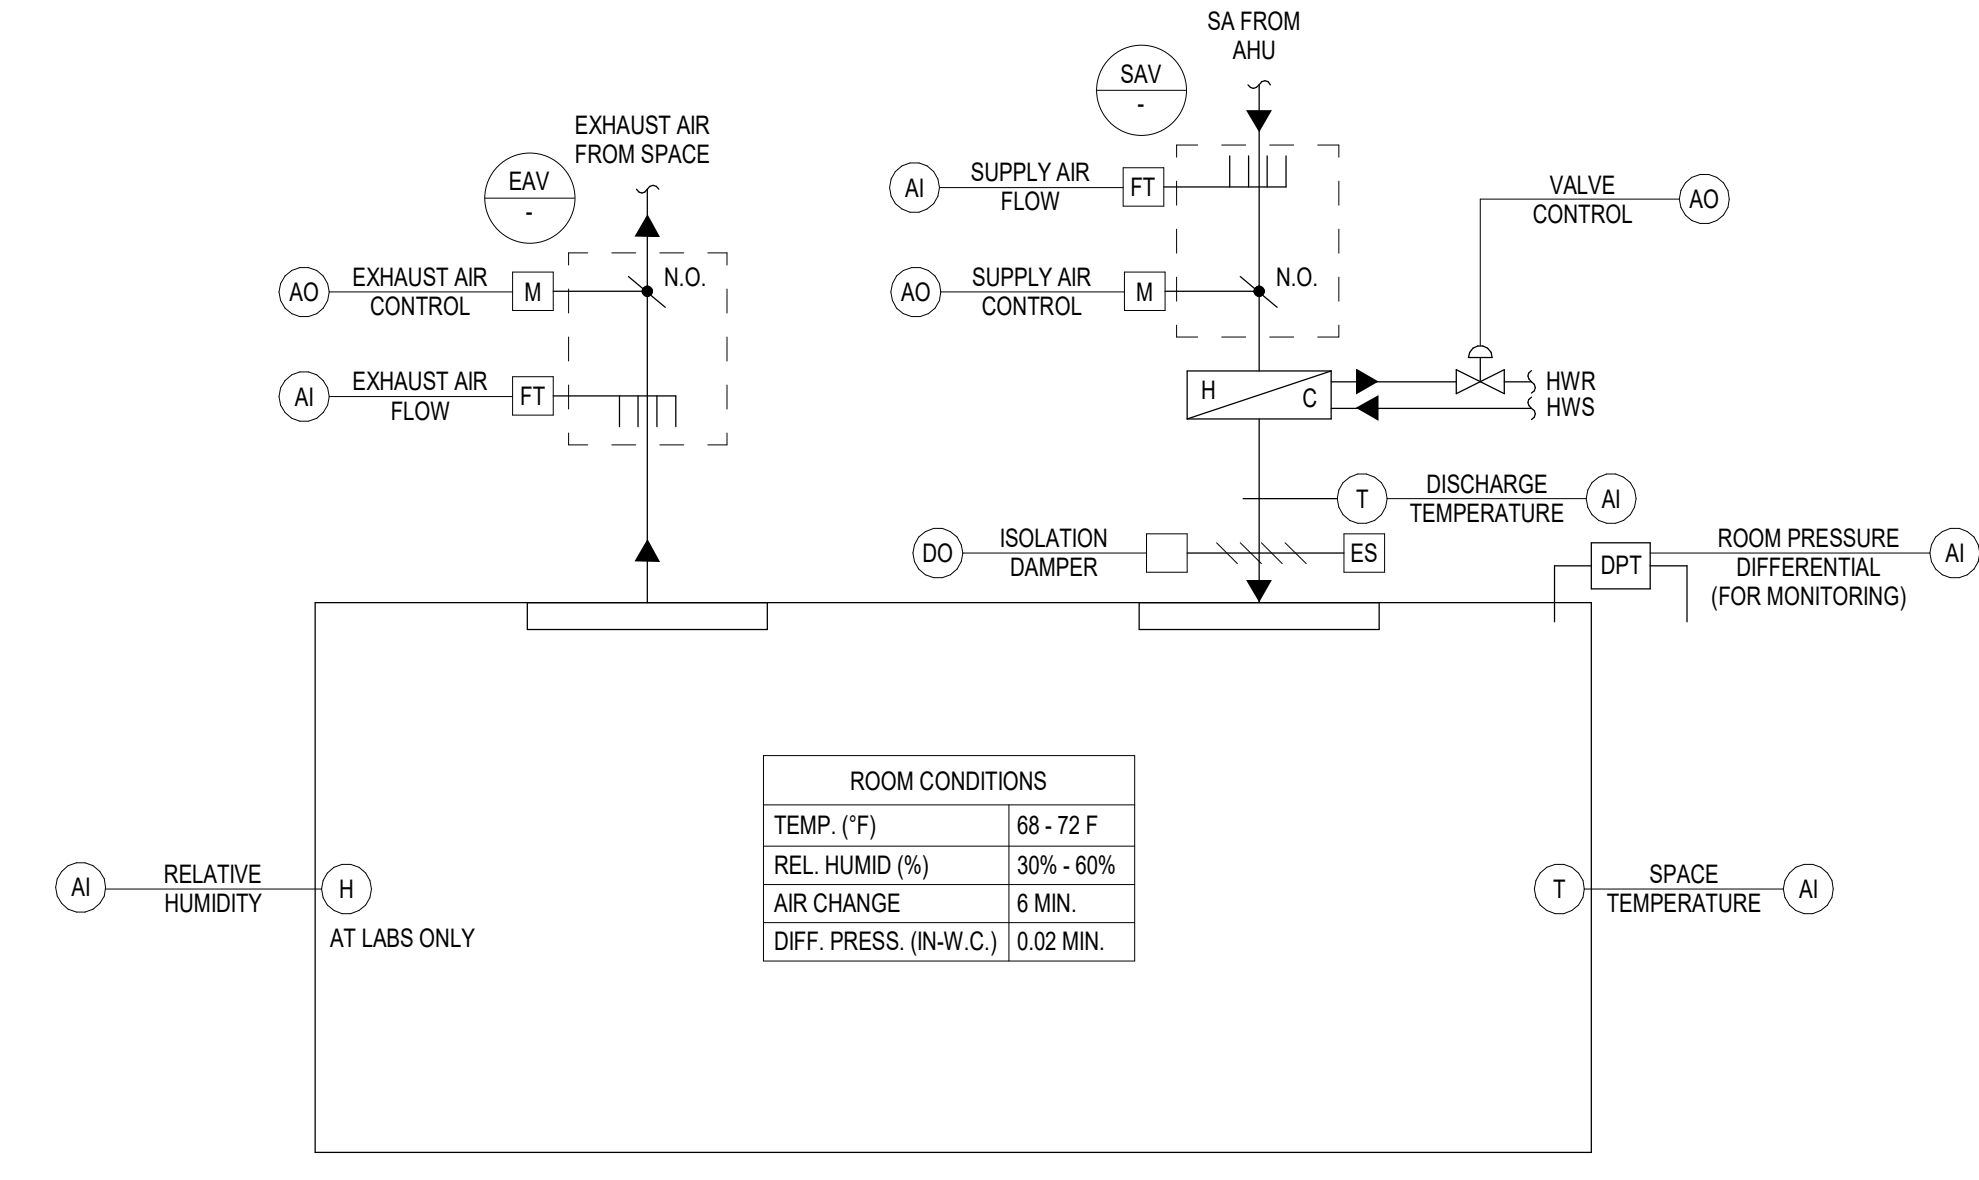 SA FROM
AHU
SAV
-
EXHAUST AIR
FROM SPACE
EAV
-
AI
SUPPLY AIR
FLOW
FT
VALVE
CONTROL
AO
AO
EXHAUST AIR
CONTROL
M
N.O.
AO
SUPPLY AIR
CONTROL
M
N.O.
AI
EXHAUST AIR
FLOW
FT
H
C
HWR
HWS
T
DISCHARGE
TEMPERATURE
AI
DO
ISOLATION
DAMPER
ES
DPT
ROOM PRESSURE
DIFFERENTIAL
(FOR MONITORING)
AI
ROOM CONDITIONS
TEMP. (°F) 68 - 72 F
REL. HUMID (%) 30% - 60%
AIR CHANGE 6 MIN.
DIFF. PRESS. (IN-W.C.) 0.02 MIN.
AI
RELATIVE
HUMIDITY
H
AT LABS ONLY
T
SPACE
TEMPERATURE
AI